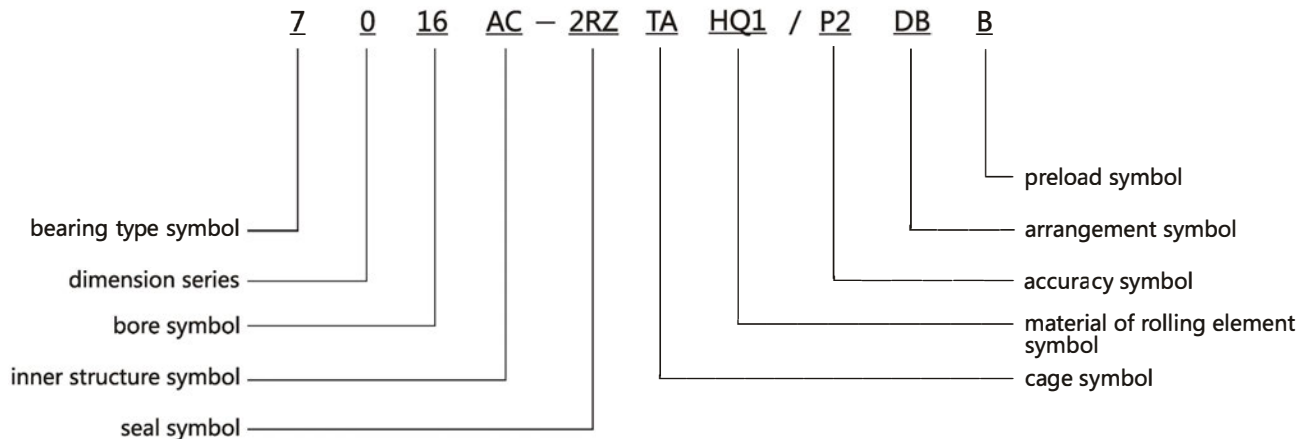 7 0 16 AC – 2RZ TA HQ1 / P2 DB B
preload symbol
bearing type symbol
arrangement symbol
dimension series
accuracy symbol
bore symbol
material of rolling element
symbol
inner structure symbol
cage symbol
seal symbol